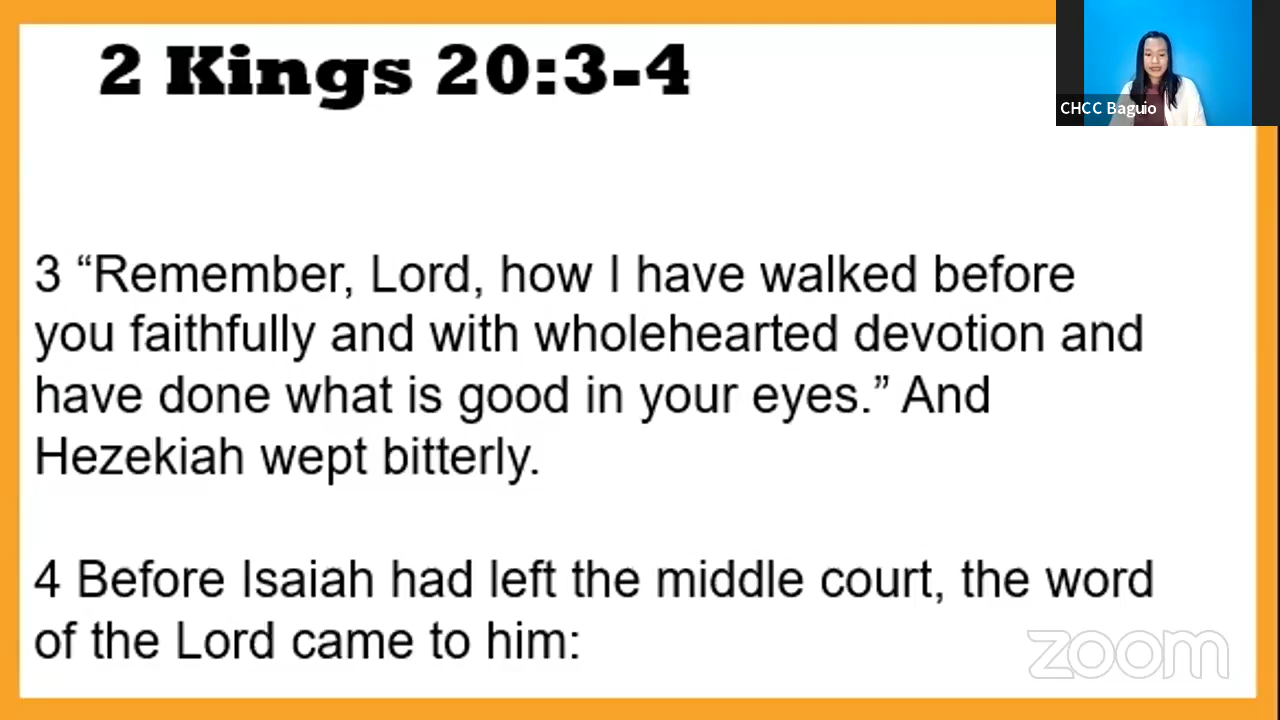 2 Kings 20:3-4
CHCC Baguio
3 “Remember, Lord, how I have walked before
you faithfully and with wholehearted devotion and
have done what is good in your eyes.” And
Hezekiah wept bitterly.
4 Before Isaiah had left the middle court, the word
of the Lord came to him:
zoom